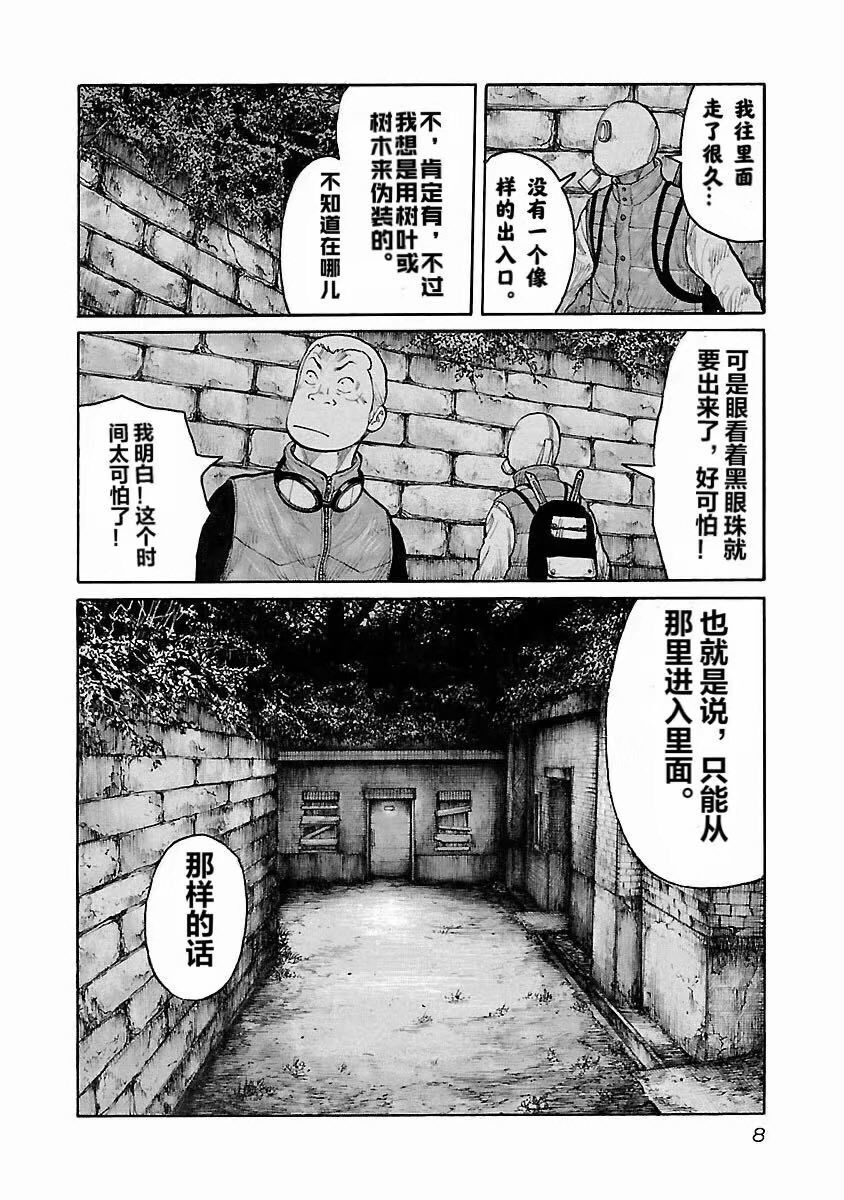 我往里面
走了很久…
没有一个像
样的出入口。
不，肯定有，不过
我想是用树叶或
树木来伪装的。
不知道在哪儿
可是眼看着黑眼珠就
要出来了，好可怕！
我明白！这个时
间太可怕了！
也就是说，只能从
那里进入里面。
那样的话
8